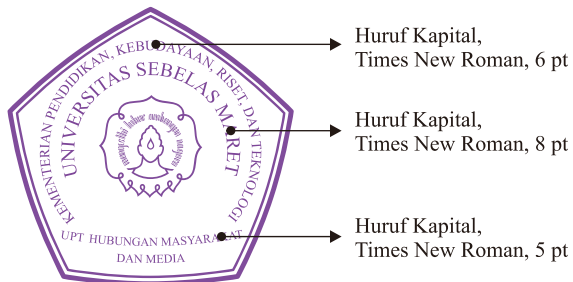 KEMENTERIAN PENDIDIKAN, KEBUDAYAAN, RISET, DAN TEKNOLOGI
UNIVERSITAS SEBELAS MARET
UPT HUBUNGAN MASYARAKAT
DAN MEDIA
Huruf Kapital,
Times New Roman, 6 pt
Huruf Kapital,
Times New Roman, 8 pt
Huruf Kapital,
Times New Roman, 5 pt